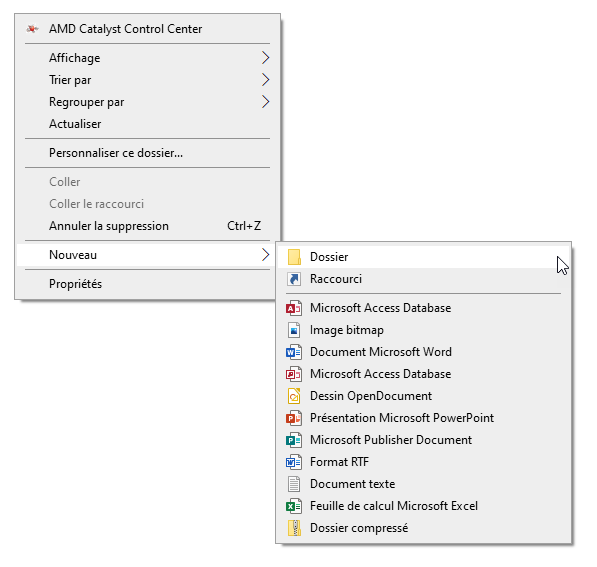 AMD Catalyst Control Center
Affichage
Trier par
Regrouper par
Actualiser
Personnaliser ce dossier...
Coller
Coller le raccourci
Annuler la suppression Ctrl+Z
Nouveau
Propriétés
Dossier
Raccourci
Microsoft Access Database
Image bitmap
Document Microsoft Word
Microsoft Access Database
Dessin OpenDocument
Présentation Microsoft PowerPoint
Microsoft Publisher Document
Format RTF
Document texte
Feuille de calcul Microsoft Excel
Dossier compressé